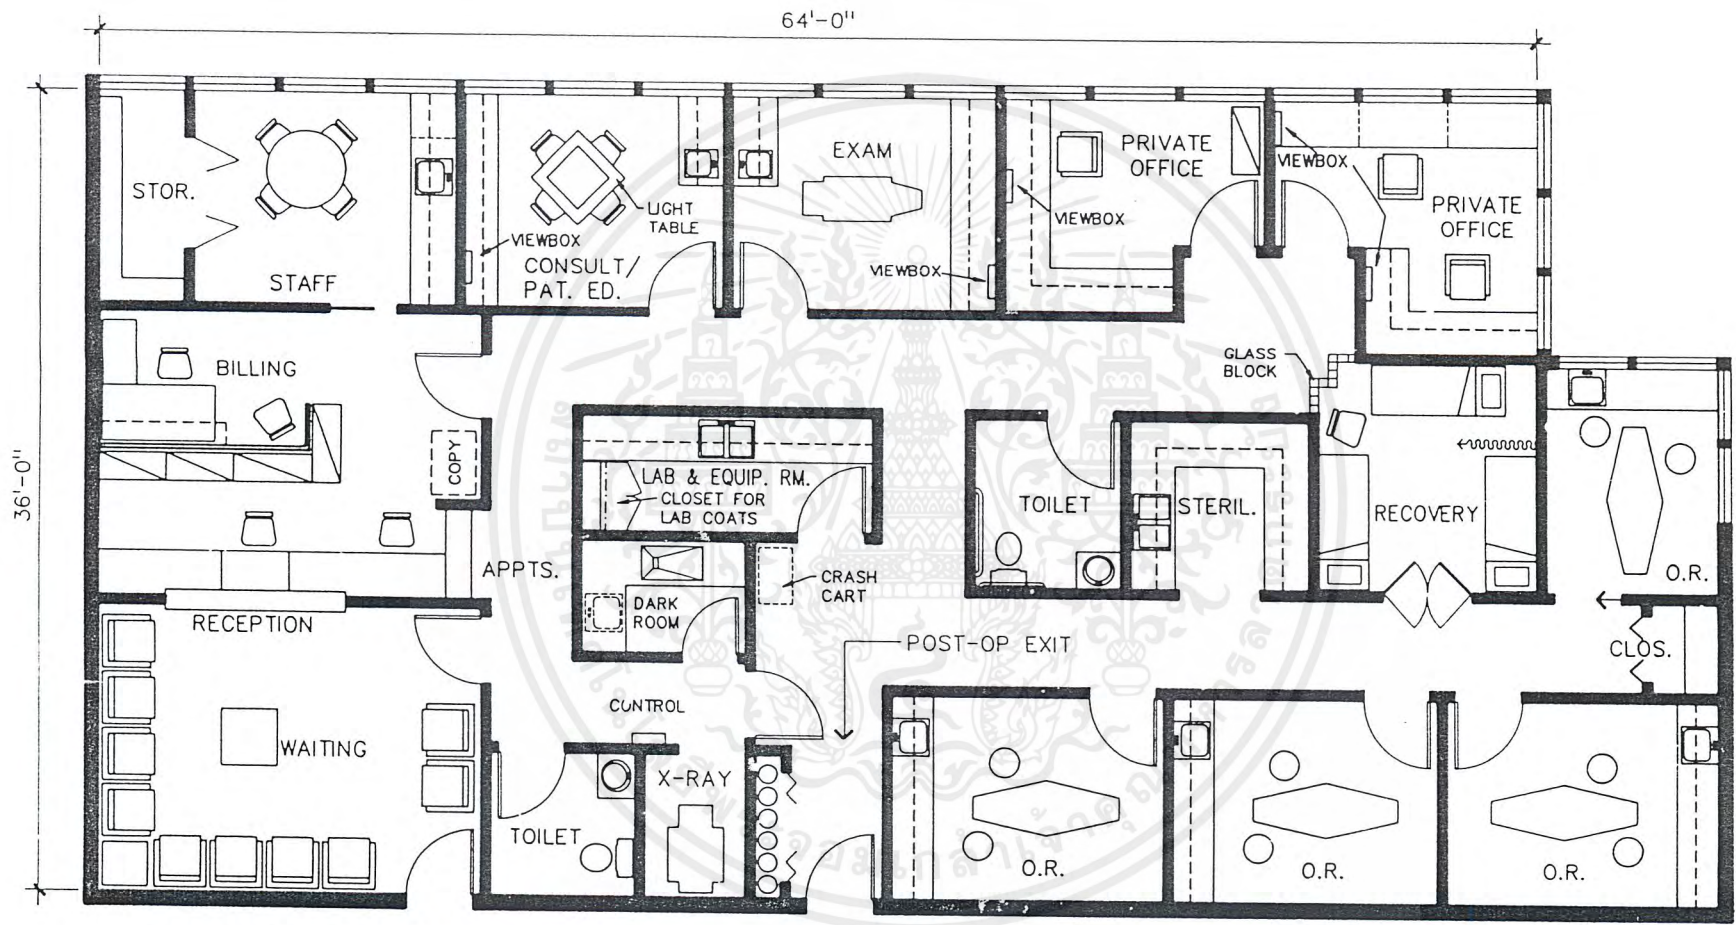 64'-0"
36'-0"
STOR.
STAFF
VIEWBOX
CONSULT/
PAT. ED.
LIGHT
TABLE
EXAM
VIEWBOX
PRIVATE
OFFICE
VIEWBOX
VIEWBOX
PRIVATE
OFFICE
BILLING
COPY
GLASS
BLOCK
LAB & EQUIP. RM.
CLOSET FOR
LAB COATS
TOILET
STERIL.
RECOVERY
O.R.
APPTS.
CRASH
CART
DARK
ROOM
RECEPTION
POST-OP EXIT
CLOS.
CONTROL
WAITING
X-RAY
TOILET
O.R.
O.R.
O.R.